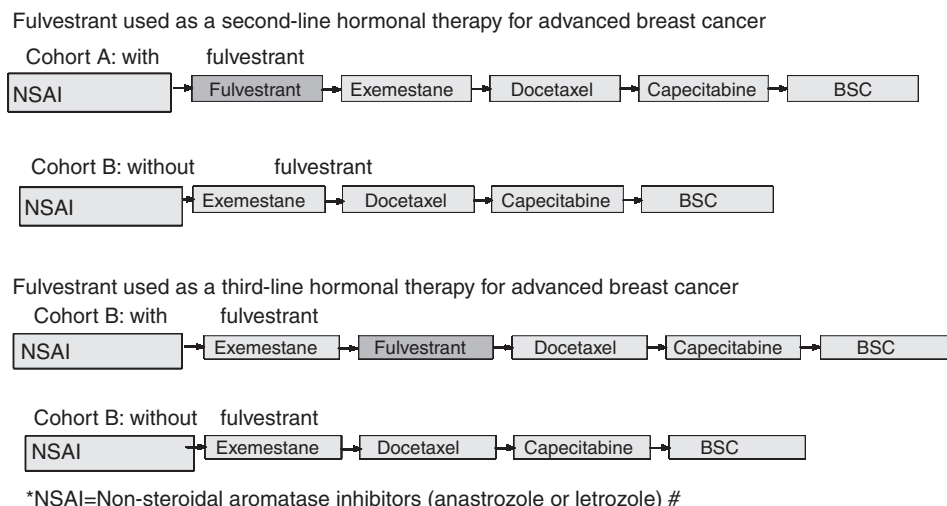 Fulvestrant used as a second-line hormonal therapy for advanced breast cancer
Cohort A: with fulvestrant
NSAI Fulvestrant Exemestane Docetaxel Capecitabine BSC
Cohort B: without fulvestrant
NSAI Exemestane Docetaxel Capecitabine BSC
Fulvestrant used as a third-line hormonal therapy for advanced breast cancer
Cohort B: with fulvestrant
NSAI Exemestane Fulvestrant Docetaxel Capecitabine BSC
Cohort B: without fulvestrant
NSAI Exemestane Docetaxel Capecitabine BSC
*NSAI=Non-steroidal aromatase inhibitors (anastrozole or letrozole) #